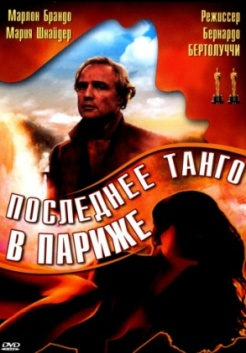 Марлон Брандо
Мария Шнайдер
Режиссер
Бернардо
БЕРТОЛУЧЧИ
ПОСЛЕДНЕЕ ТАНГО
В ПАРИЖЕ
DVD